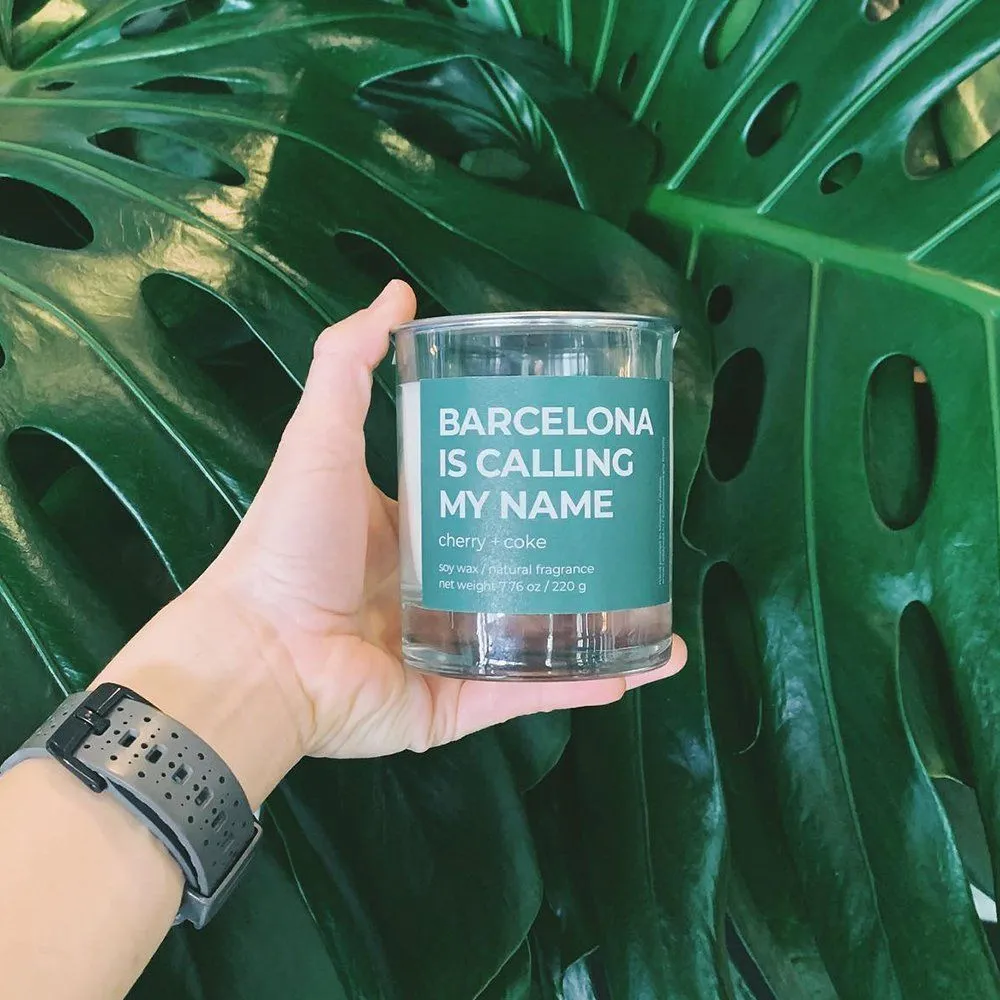 BARCELONA
IS CALLING
MY NAME
cherry + coke
soy wax / natural fragrance
net weight 7.76 oz / 220 g